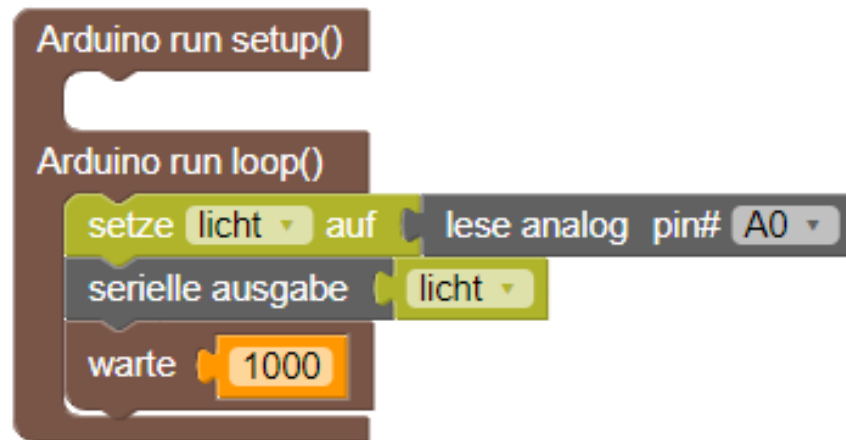 Arduino run setup()
Arduino run loop()
setze licht auf lese analog pin# A0
serielle ausgabe licht
warte 1000